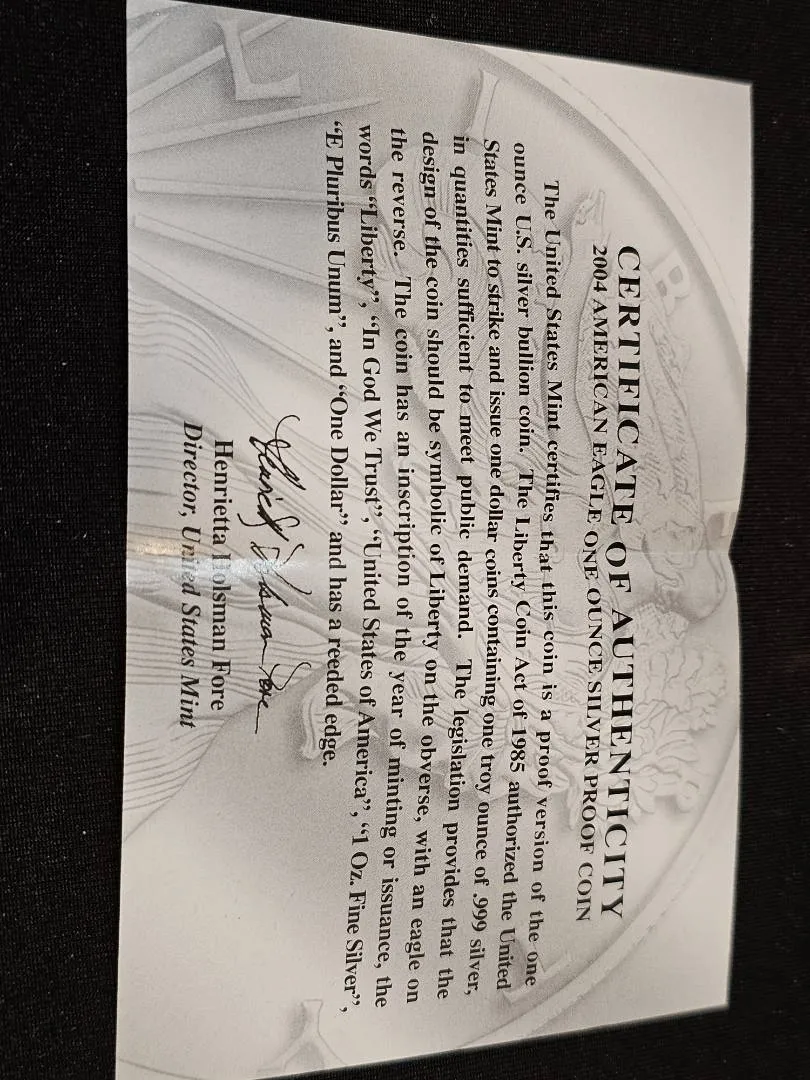 CERTIFICATE OF AUTHENTICITY
2004 AMERICAN EAGLE ONE OUNCE SILVER PROOF COIN
The United States Mint certifies that this coin is a proof version of the one
ounce U.S. silver bullion coin. The Liberty Coin Act of 1985 authorized the United
States Mint to strike and issue one dollar coins containing one troy ounce of .999 silver,
in quantities sufficient to meet public demand. The legislation provides that the
design of the coin should be symbolic of Liberty on the obverse, with an eagle on
the reverse. The coin has an inscription of the year of minting or issuance, the
words “Liberty”, “In God We Trust”, “United States of America”, “1 Oz. Fine Silver”,
“E Pluribus Unum”, and “One Dollar” and has a reeded edge.
Henrietta Holsman Fore
Henrietta Holsman Fore
Director, United States Mint